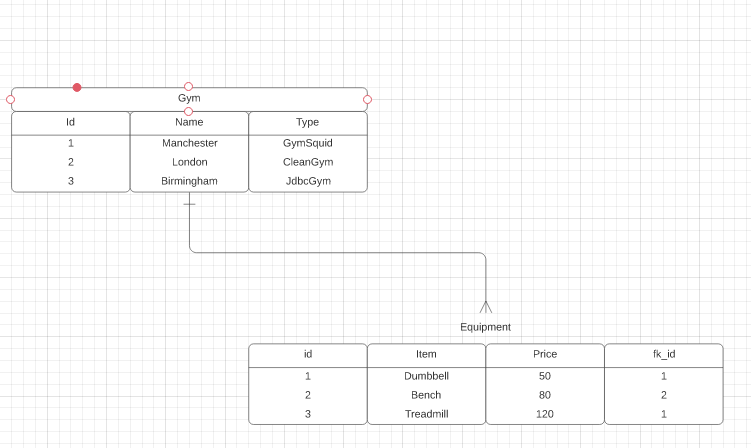 Gym
Id Name Type
1 Manchester GymSquid
2 London CleanGym
3 Birmingham JdbcGym
Equipment
id Item Price fk_id
1 Dumbbell 50 1
2 Bench 80 2
3 Treadmill 120 1